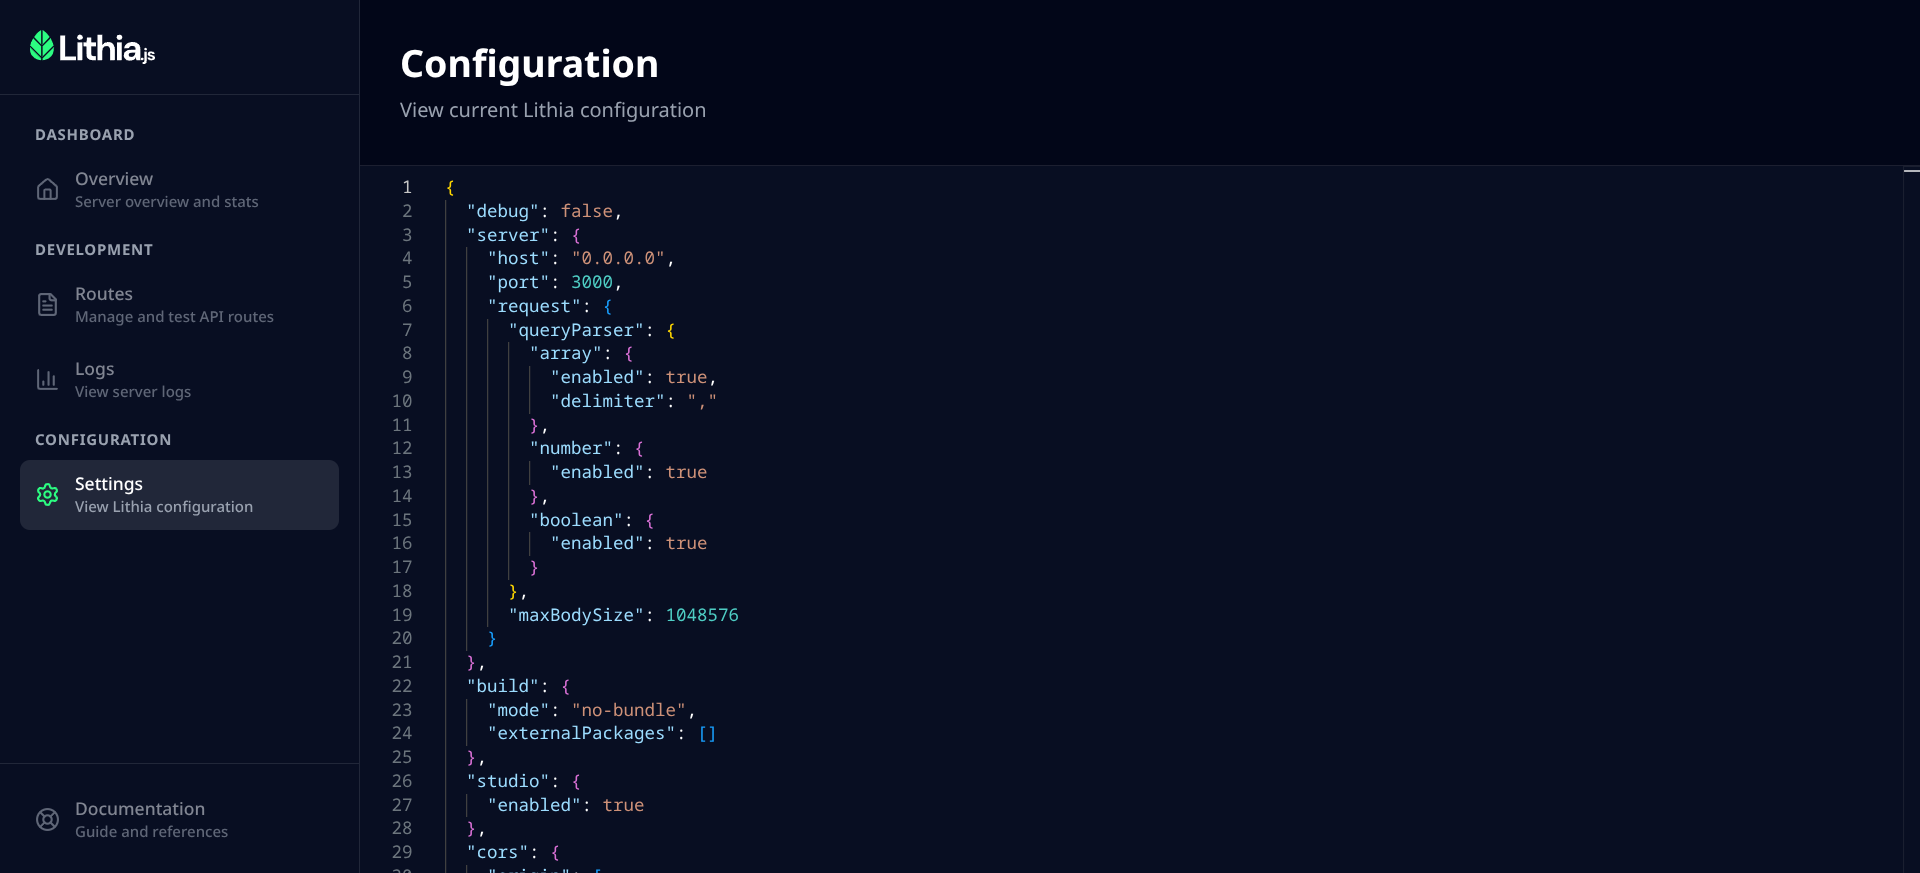 Lithia.js
DASHBOARD
Overview
Server overview and stats
DEVELOPMENT
Routes
Manage and test API routes
Logs
View server logs
CONFIGURATION
Settings
View Lithia configuration
Documentation
Guide and references
Configuration
View current Lithia configuration
1 {
2   "debug": false,
3   "server": {
4     "host": "0.0.0.0",
5     "port": 3000,
6     "request": {
7       "queryParser": {
8         "array": {
9           "enabled": true,
10           "delimiter": ","
11         },
12         "number": {
13           "enabled": true
14         },
15         "boolean": {
16           "enabled": true
17         }
18       },
19       "maxBodySize": 1048576
20     }
21   },
22   "build": {
23     "mode": "no-bundle",
24     "externalPackages": []
25   },
26   "studio": {
27     "enabled": true
28   },
29   "cors": {